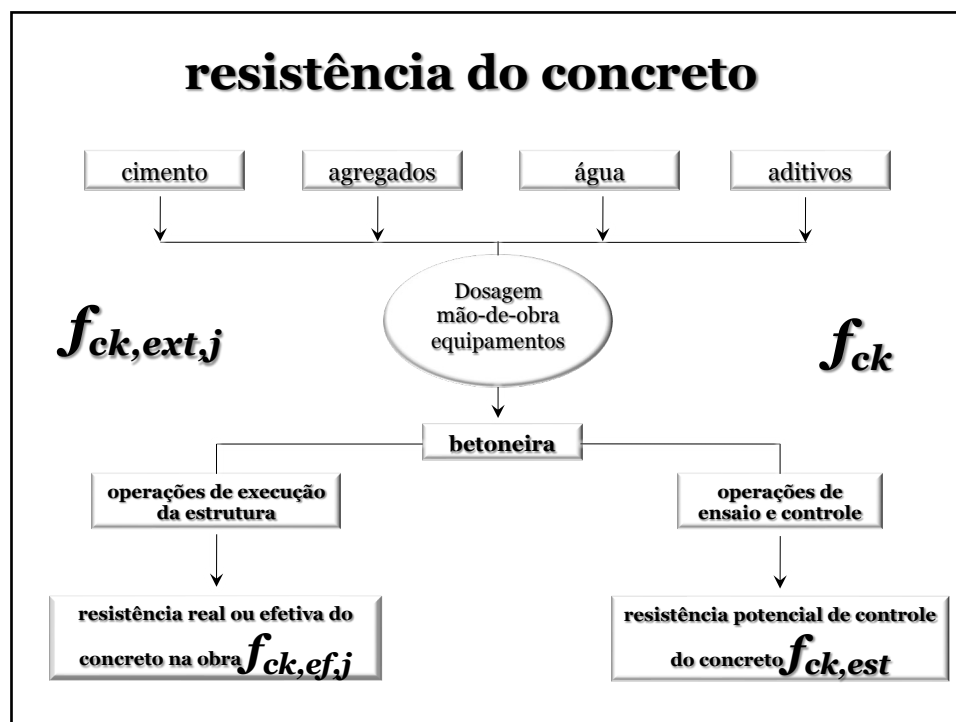 resistência do concreto
cimento
agregados
água
aditivos
Dosagem
mão-de-obra
equipamentos
fck,ext,j
fck
betoneira
operações de execução
da estrutura
operações de
ensaio e controle
resistência real ou efetiva do
concreto na obra fck,ef,j
resistência potencial de controle
do concreto fck,est